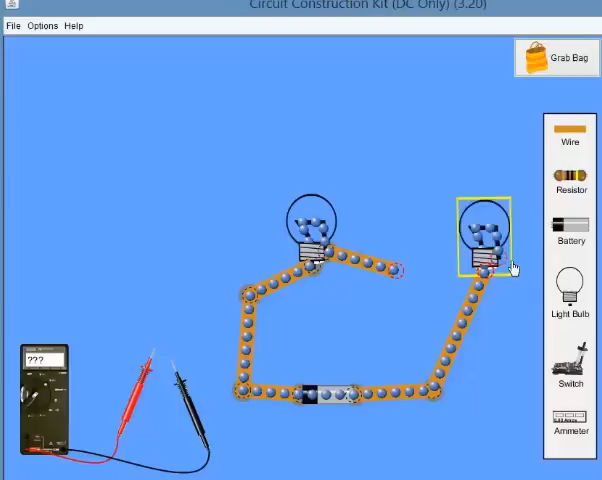 Circuit Construction Kit (DC Only) (3.20)
File Options Help
Grab Bag
Wire
Resistor
Battery
Light Bulb
Switch
Ammeter
???